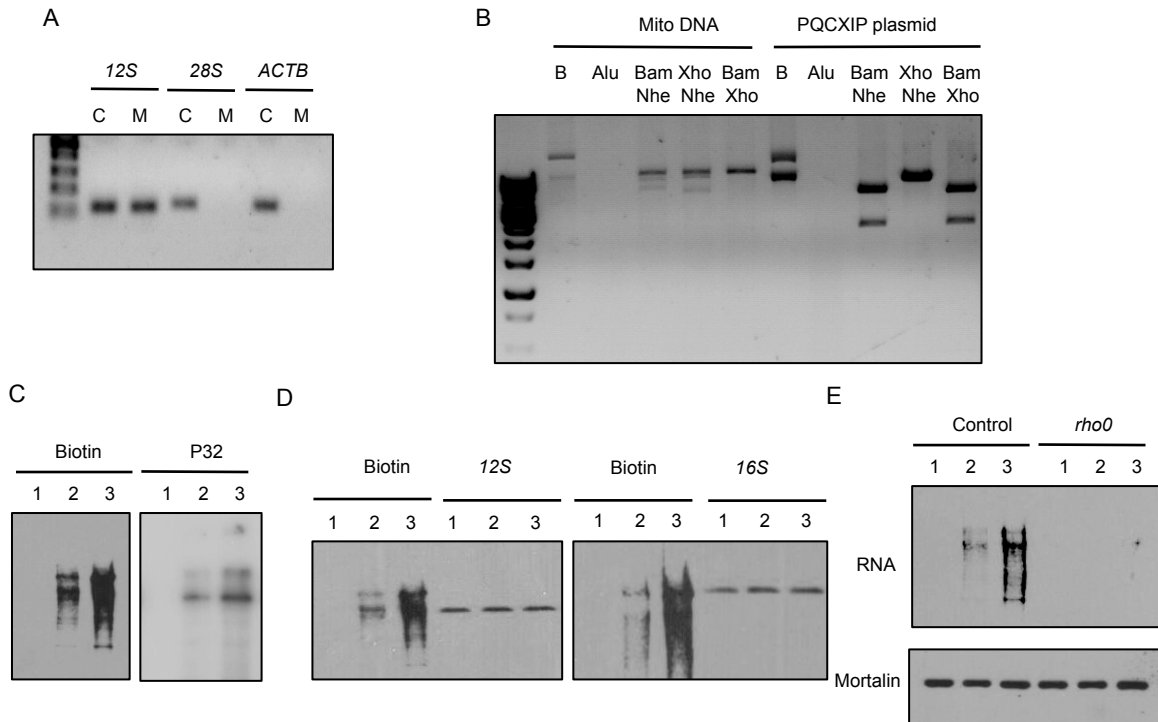 A
12S 28S ACTB
C M C M C M
B
Mito DNA PQCXIP plasmid
B Alu Bam Xho Bam B Alu Bam Xho Bam
Nhe Nhe Xho Nhe Nhe Xho
C
Biotin P32
1 2 3 1 2 3
D
Biotin 12S Biotin 16S
1 2 3 1 2 3 1 2 3 1 2 3
E
Control rho0
1 2 3 1 2 3
RNA
Mortalin